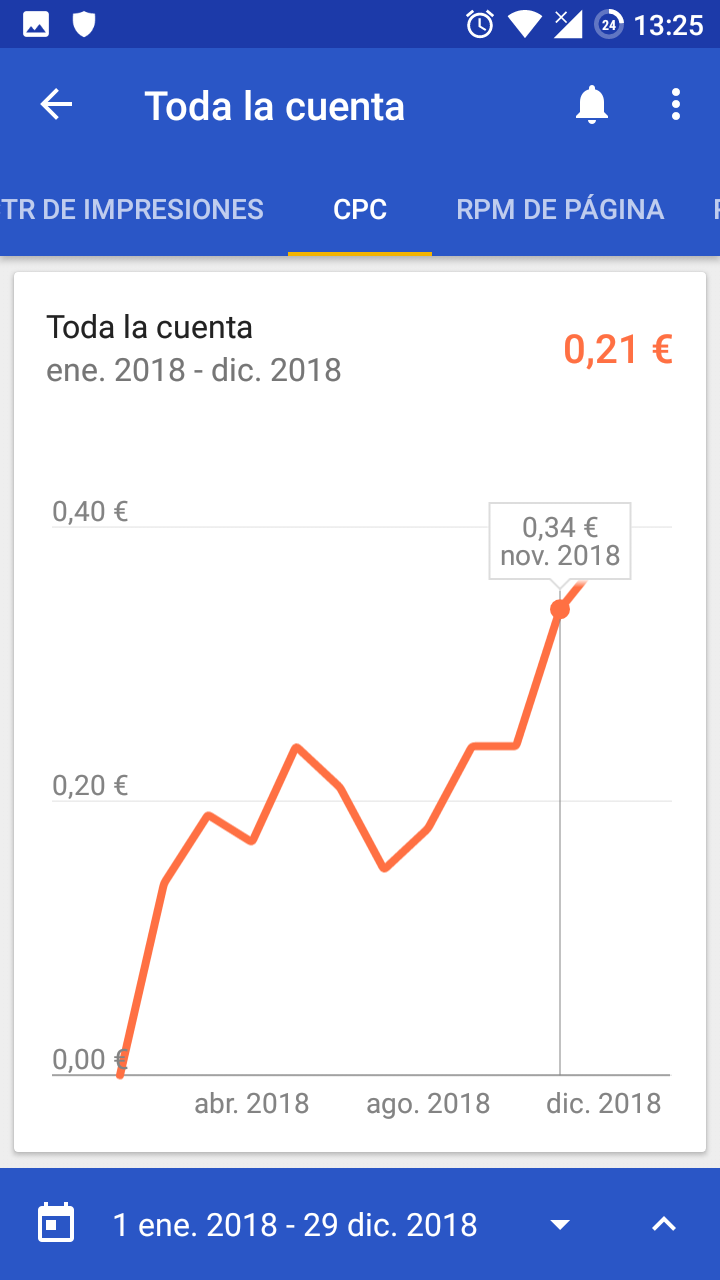 24 13:25
Toda la cuenta
TR DE IMPRESIONES CPC RPM DE PÁGINA
Toda la cuenta
ene. 2018 - dic. 2018
0,21 €
0,40 €
0,34 €
nov. 2018
0,20 €
0,00 €
abr. 2018 ago. 2018 dic. 2018
1 ene. 2018 - 29 dic. 2018